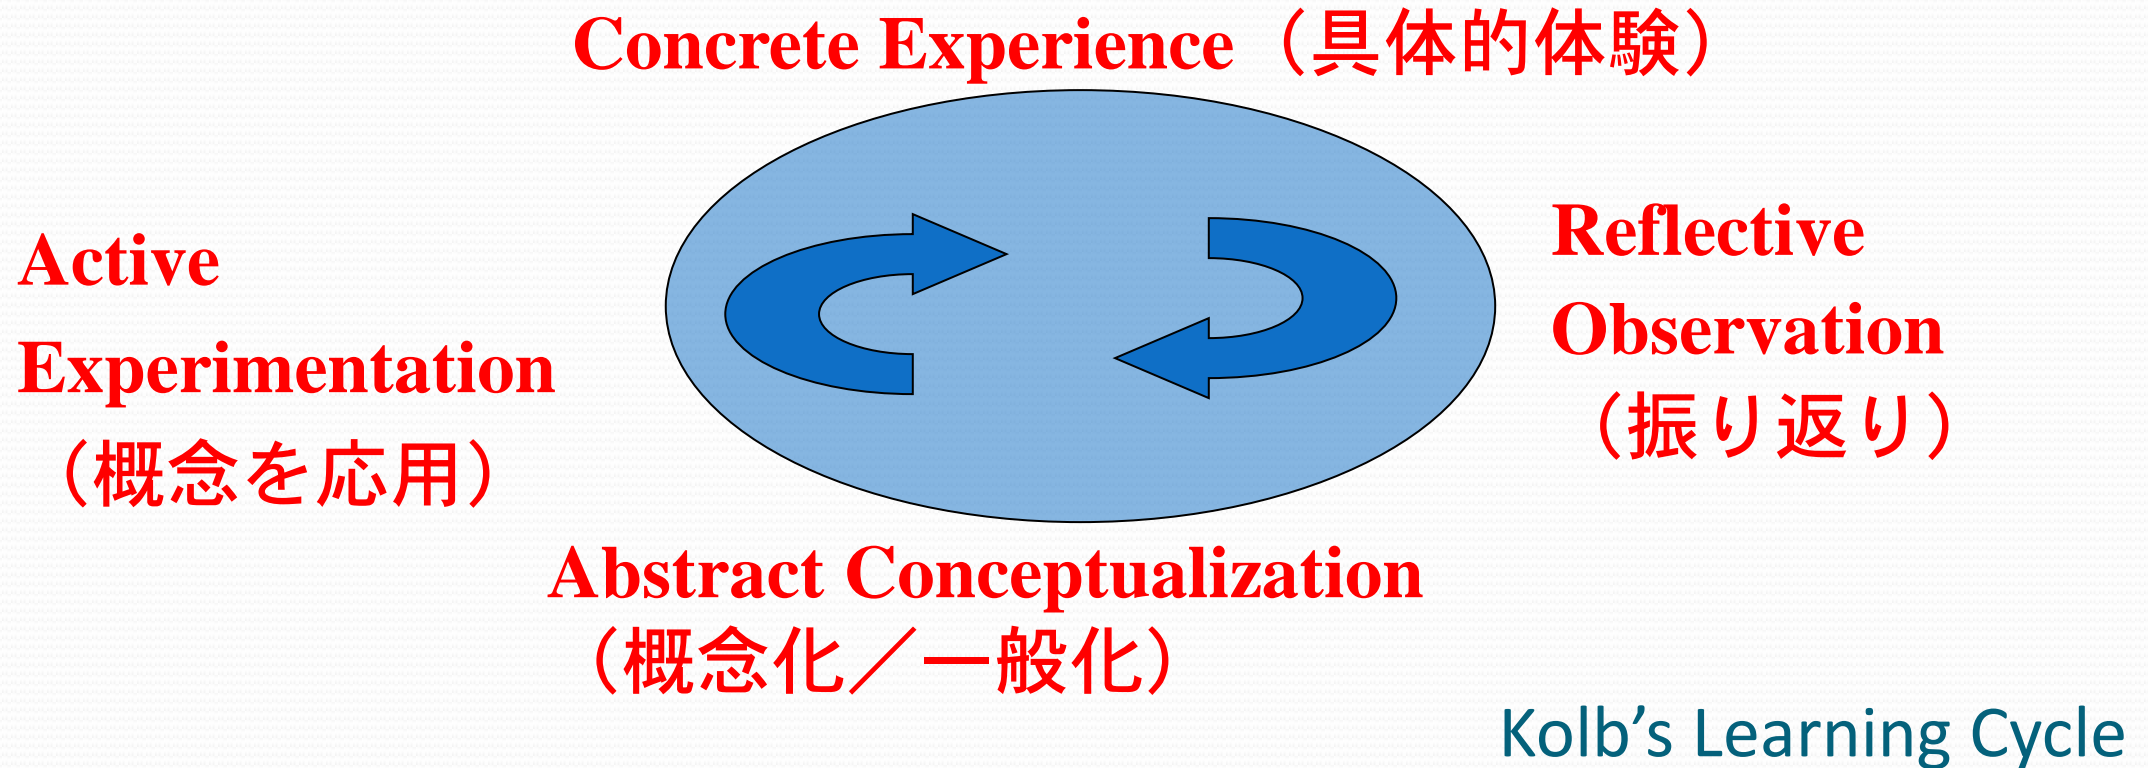 Concrete Experience（具体的体験）
Active
Experimentation
（概念を応用）
Reflective
Observation
（振り返り）
Abstract Conceptualization
（概念化／一般化）
Kolb’s Learning Cycle